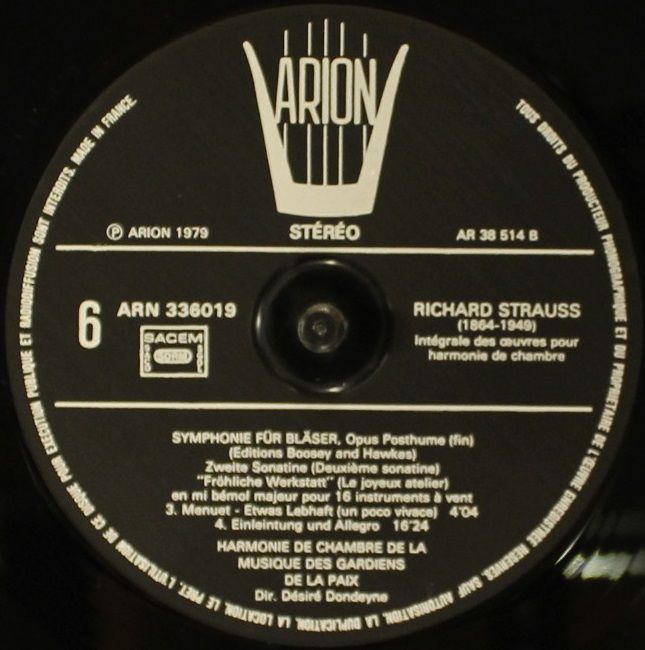 ARION
TOUS DROITS DU PRODUCTEUR PHONOGRAPHIQUE ET DU PROPRIETAIRE DE L'ŒUVRE ENREGISTREE RESERVES. SAUF AUTORISATION, LA DUPLICATION, LA LOCATION, LE PRET, L'UTILISATION DE CE DISQUE POUR EXECUTION PUBLIQUE ET RADIODIFFUSION SONT INTERDITS. MADE IN FRANCE.
Ⓟ ARION 1979
STÉRÉO
AR 38 514 B
6
ARN 336019
SACEM
SDRM
RICHARD STRAUSS
(1864-1949)
Intégrale des œuvres pour
harmonie de chambre
SYMPHONIE FÜR BLÄSER, Opus Posthume (fin)
(Editions Boosey and Hawkes)
Zweite Sonatine (Deuxième sonatine)
"Fröhliche Werkstatt" (Le joyeux atelier)
en mi bémol majeur pour 16 instruments à vent
3. Menuet - Etwas Lebhaft (un poco vivace) 4'04
4. Einleintung und Allegro 16'24
HARMONIE DE CHAMBRE DE LA
MUSIQUE DES GARDIENS
DE LA PAIX
Dir. Désiré Dondeyne